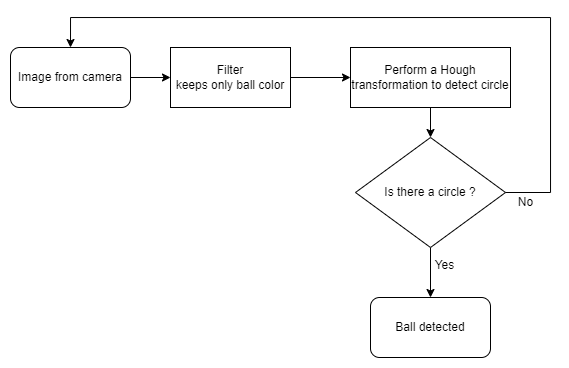 Image from camera
Filter
keeps only ball color
Perform a Hough
transformation to detect circle
Is there a circle ?
No
Yes
Ball detected